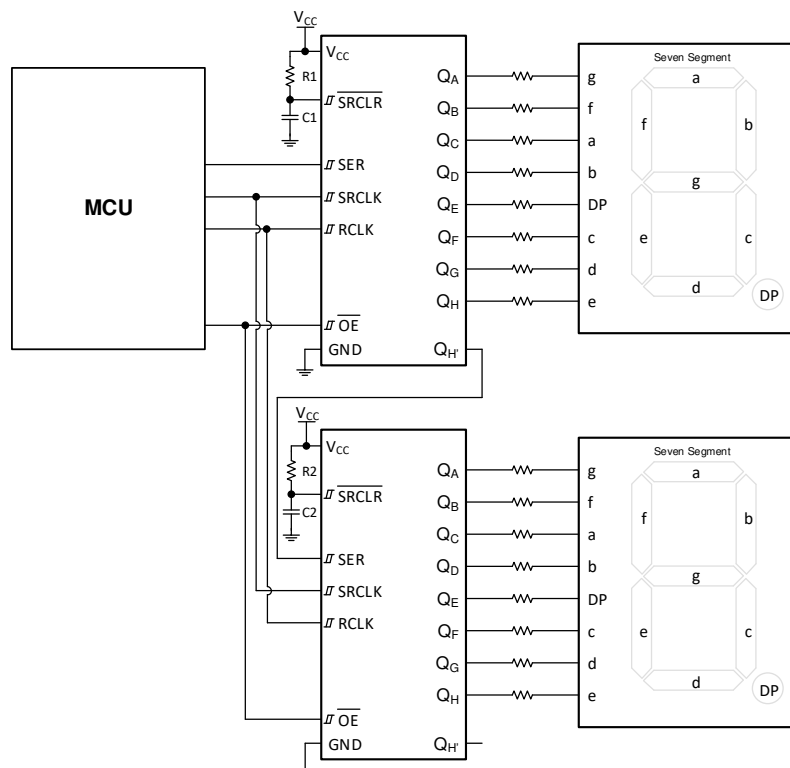 MCU
V̅CC
VCC
R1
SRCLR
C1
SER
SRCLK
RCLK
OE
GND
QA
QB
QC
QD
QE
QF
QG
QH
QH'
Seven Segment
g
f
a
b
DP
c
d
e
a
f
b
g
e
c
d
DP
VCC
VCC
R2
SRCLR
C2
SER
SRCLK
RCLK
OE
GND
QA
QB
QC
QD
QE
QF
QG
QH
QH'
Seven Segment
g
f
a
b
DP
c
d
e
a
f
b
g
e
c
d
DP